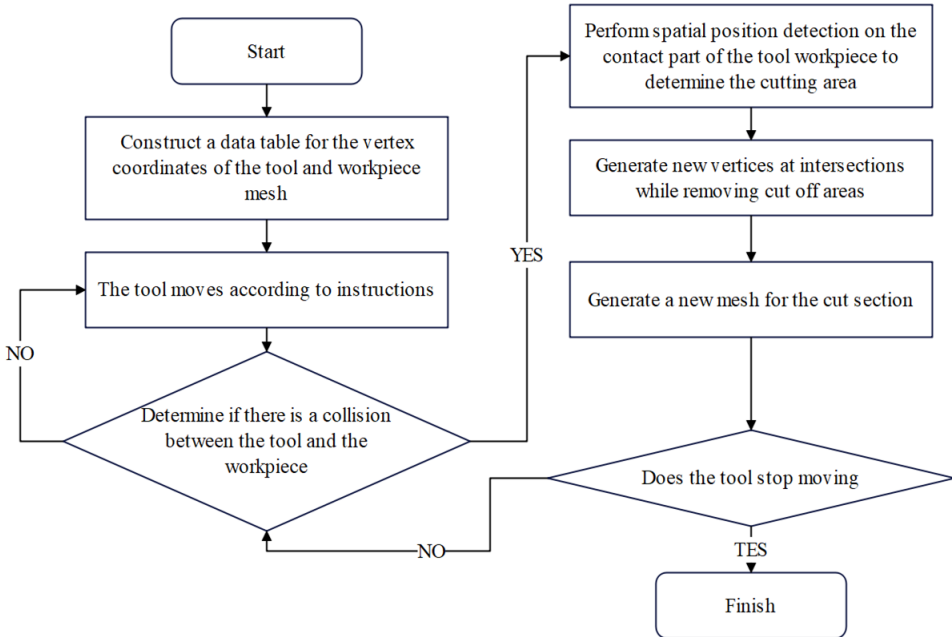 Start
Construct a data table for the vertex
coordinates of the tool and workpiece
mesh
The tool moves according to instructions
NO
Determine if there is a collision
between the tool and the
workpiece
YES
Perform spatial position detection on the
contact part of the tool workpiece to
determine the cutting area
Generate new vertices at intersections
while removing cut off areas
Generate a new mesh for the cut section
Does the tool stop moving
NO
TES
Finish